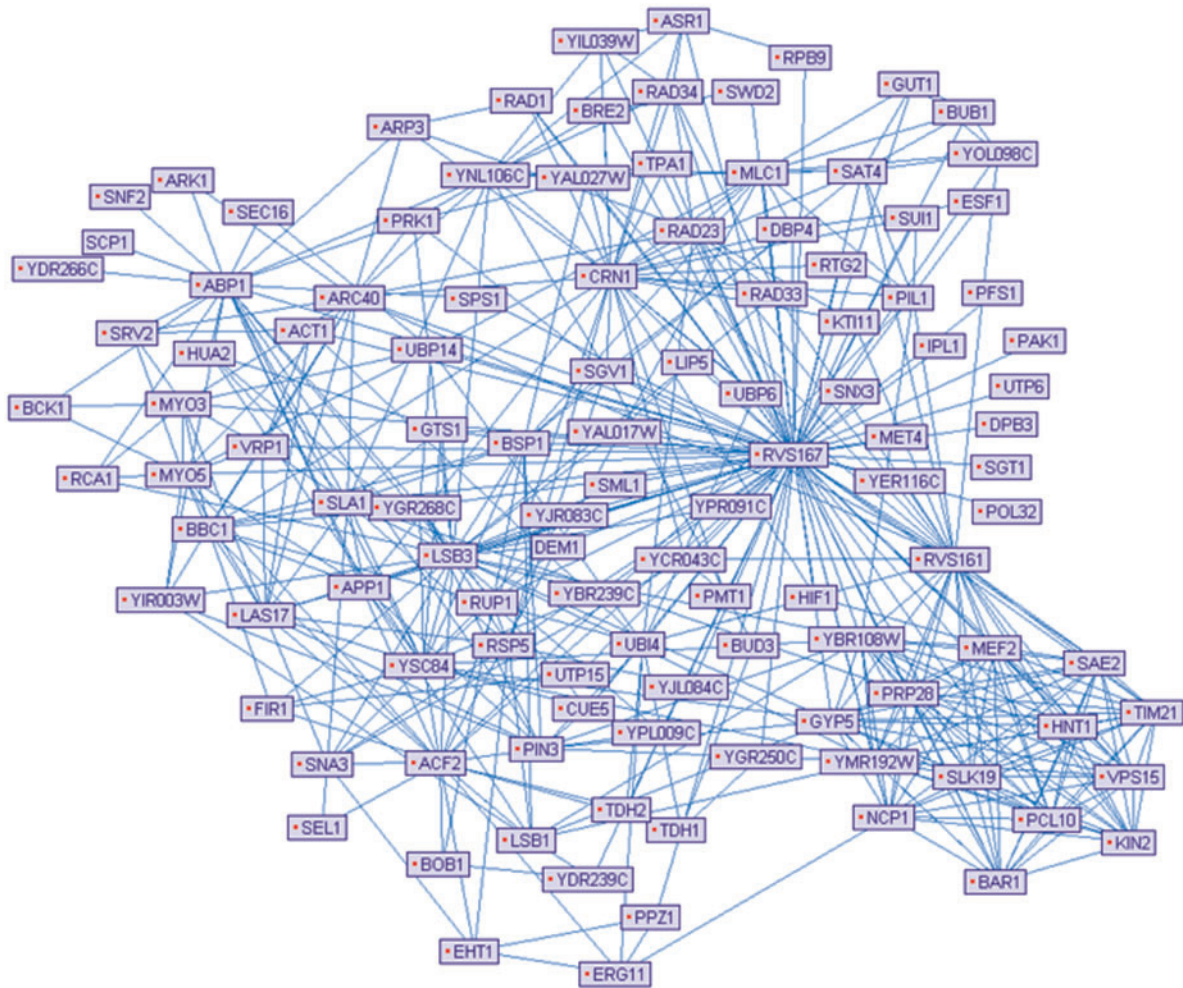 ASR1
YIL039W
RPB9
GUT1
RAD34
SWD2
RAD1
BRE2
BUB1
ARP3
YOL098C
TPA1
YNL106C
YAL027W
MLC1
SAT4
ARK1
SNF2
ESF1
SEC16
PRK1
SUI1
RAD23
DBP4
SCP1
YDR266C
RTG2
CRN1
ABP1
ARC40
SPS1
RAD33
PIL1
PFS1
KTI11
SRV2
ACT1
PAK1
HUA2
UBP14
IPL1
LIP5
SGV1
UTP6
UBP6
SNX3
BCK1
MYO3
DPB3
GTS1
YAL017W
MET4
BSP1
VRP1
RVS167
SGT1
RCA1
MYO5
YER116C
SML1
SLA1
YGR268C
YPR091C
POL32
YJR083C
BBC1
DEM1
LSB3
YCR043C
RVS161
APP1
YBR239C
PMT1
HIF1
YIR003W
RUP1
LAS17
RSP5
UBI4
BUD3
YBR108W
MEF2
YSC84
SAE2
UTP15
YJL084C
PRP28
FIR1
CUE5
TIM21
GYP5
HNT1
YPL009C
PIN3
SNA3
ACF2
YGR250C
YMR192W
SLK19
VPS15
TDH2
NCP1
PCL10
SEL1
TDH1
LSB1
KIN2
BOB1
YDR239C
BAR1
PPZ1
EHT1
ERG11